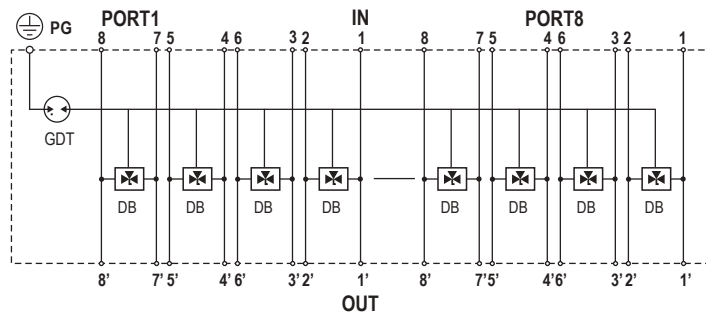 PG PORT1 IN PORT8
8 7 5 4 6 3 2 1 8 7 5 4 6 3 2 1
GDT
DB DB DB DB DB DB DB DB
8’ 7’ 5’ 4’ 6’ 3’ 2’ 1’ 8’ 7’ 5’ 4’ 6’ 3’ 2’ 1’
OUT